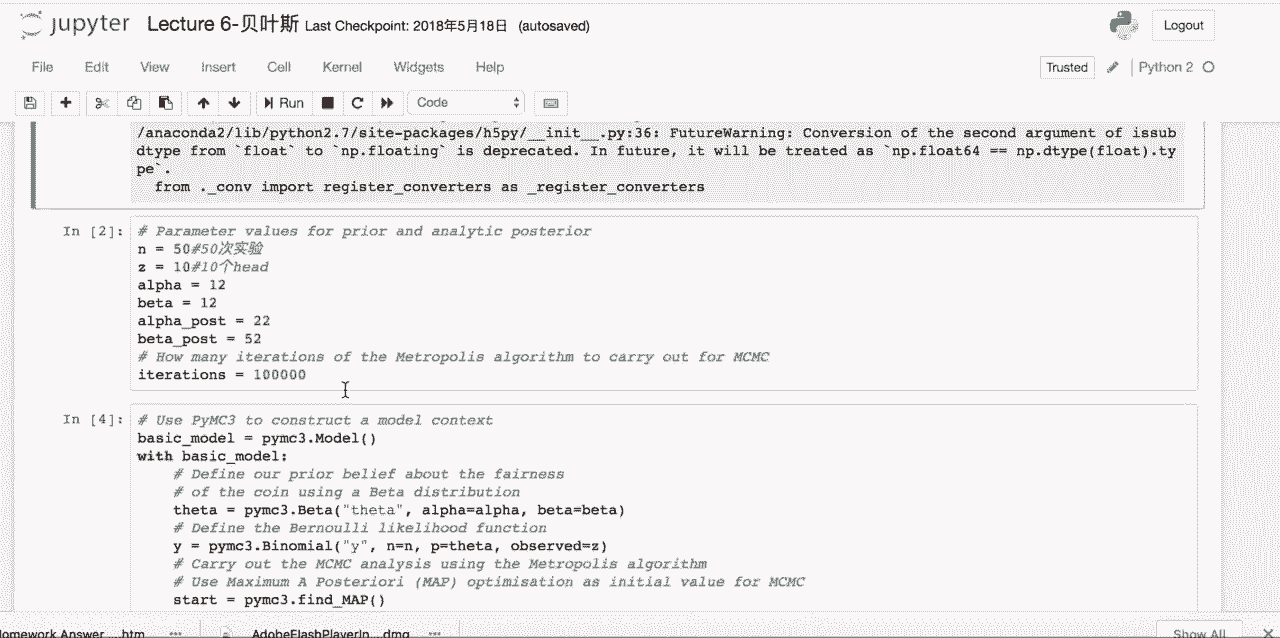 jupyter Lecture 6-贝叶斯 Last Checkpoint: 2018年5月18日 (autosaved) Logout
File Edit View Insert Cell Kernel Widgets Help Trusted Python 2
Run Code
/anaconda2/lib/python2.7/site-packages/h5py/__init__.py:36: FutureWarning: Conversion of the second argument of issub
dtype from `float` to `np.floating` is deprecated. In future, it will be treated as `np.float64 == np.dtype(float).ty
pe`.
from ._conv import register_converters as _register_converters
In [2]: # Parameter values for prior and analytic posterior
n = 50#50次实验
z = 10#10个head
alpha = 12
beta = 12
alpha_post = 22
beta_post = 52
# How many iterations of the Metropolis algorithm to carry out for MCMC
iterations = 100000
In [4]: # Use PyMC3 to construct a model context
basic_model = pymc3.Model()
with basic_model:
# Define our prior belief about the fairness
# of the coin using a Beta distribution
theta = pymc3.Beta("theta", alpha=alpha, beta=beta)
# Define the Bernoulli likelihood function
y = pymc3.Binomial("y", n=n, p=theta, observed=z)
# Carry out the MCMC analysis using the Metropolis algorithm
# Use Maximum A Posteriori (MAP) optimisation as initial value for MCMC
start = pymc3.find_MAP()
omework Answer....htm AdobeFlashPlayerIn....dmg Show All